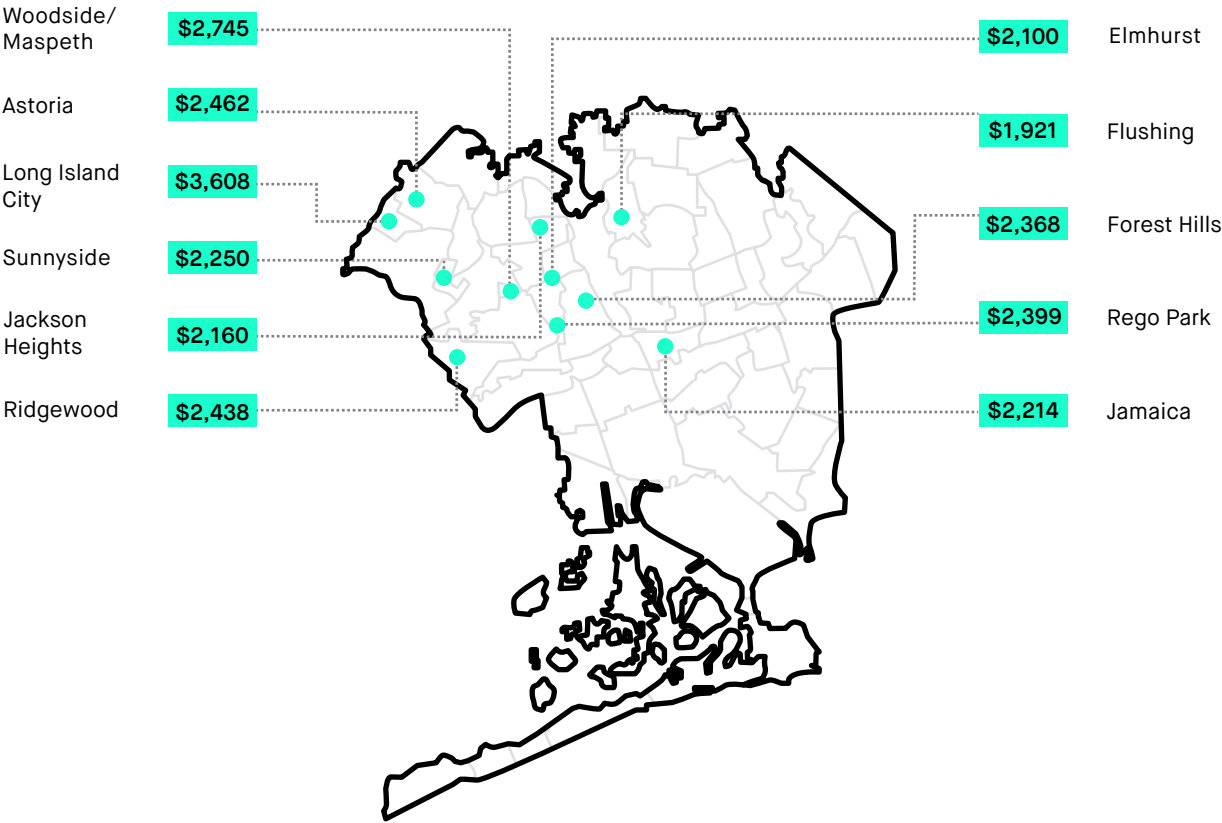 Woodside/
Maspeth
$2,745
Astoria
$2,462
Long Island
City
$3,608
Sunnyside
$2,250
Jackson
Heights
$2,160
Ridgewood
$2,438
$2,100
Elmhurst
$1,921
Flushing
$2,368
Forest Hills
$2,399
Rego Park
$2,214
Jamaica